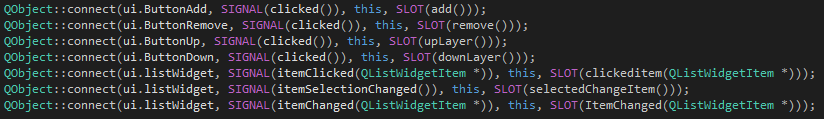 QObject::connect(ui.ButtonAdd, SIGNAL(clicked()), this, SLOT(add()));
QObject::connect(ui.ButtonRemove, SIGNAL(clicked()), this, SLOT(remove()));
QObject::connect(ui.ButtonUp, SIGNAL(clicked()), this, SLOT(upLayer()));
QObject::connect(ui.ButtonDown, SIGNAL(clicked()), this, SLOT(downLayer()));
QObject::connect(ui.listWidget, SIGNAL(itemClicked(QListWidgetItem *)), this, SLOT(clickeditem(QListWidgetItem *)));
QObject::connect(ui.listWidget, SIGNAL(itemSelectionChanged()), this, SLOT(selectedChangeItem()));
QObject::connect(ui.listWidget, SIGNAL(itemChanged(QListWidgetItem *)), this, SLOT(ItemChanged(QListWidgetItem *)));